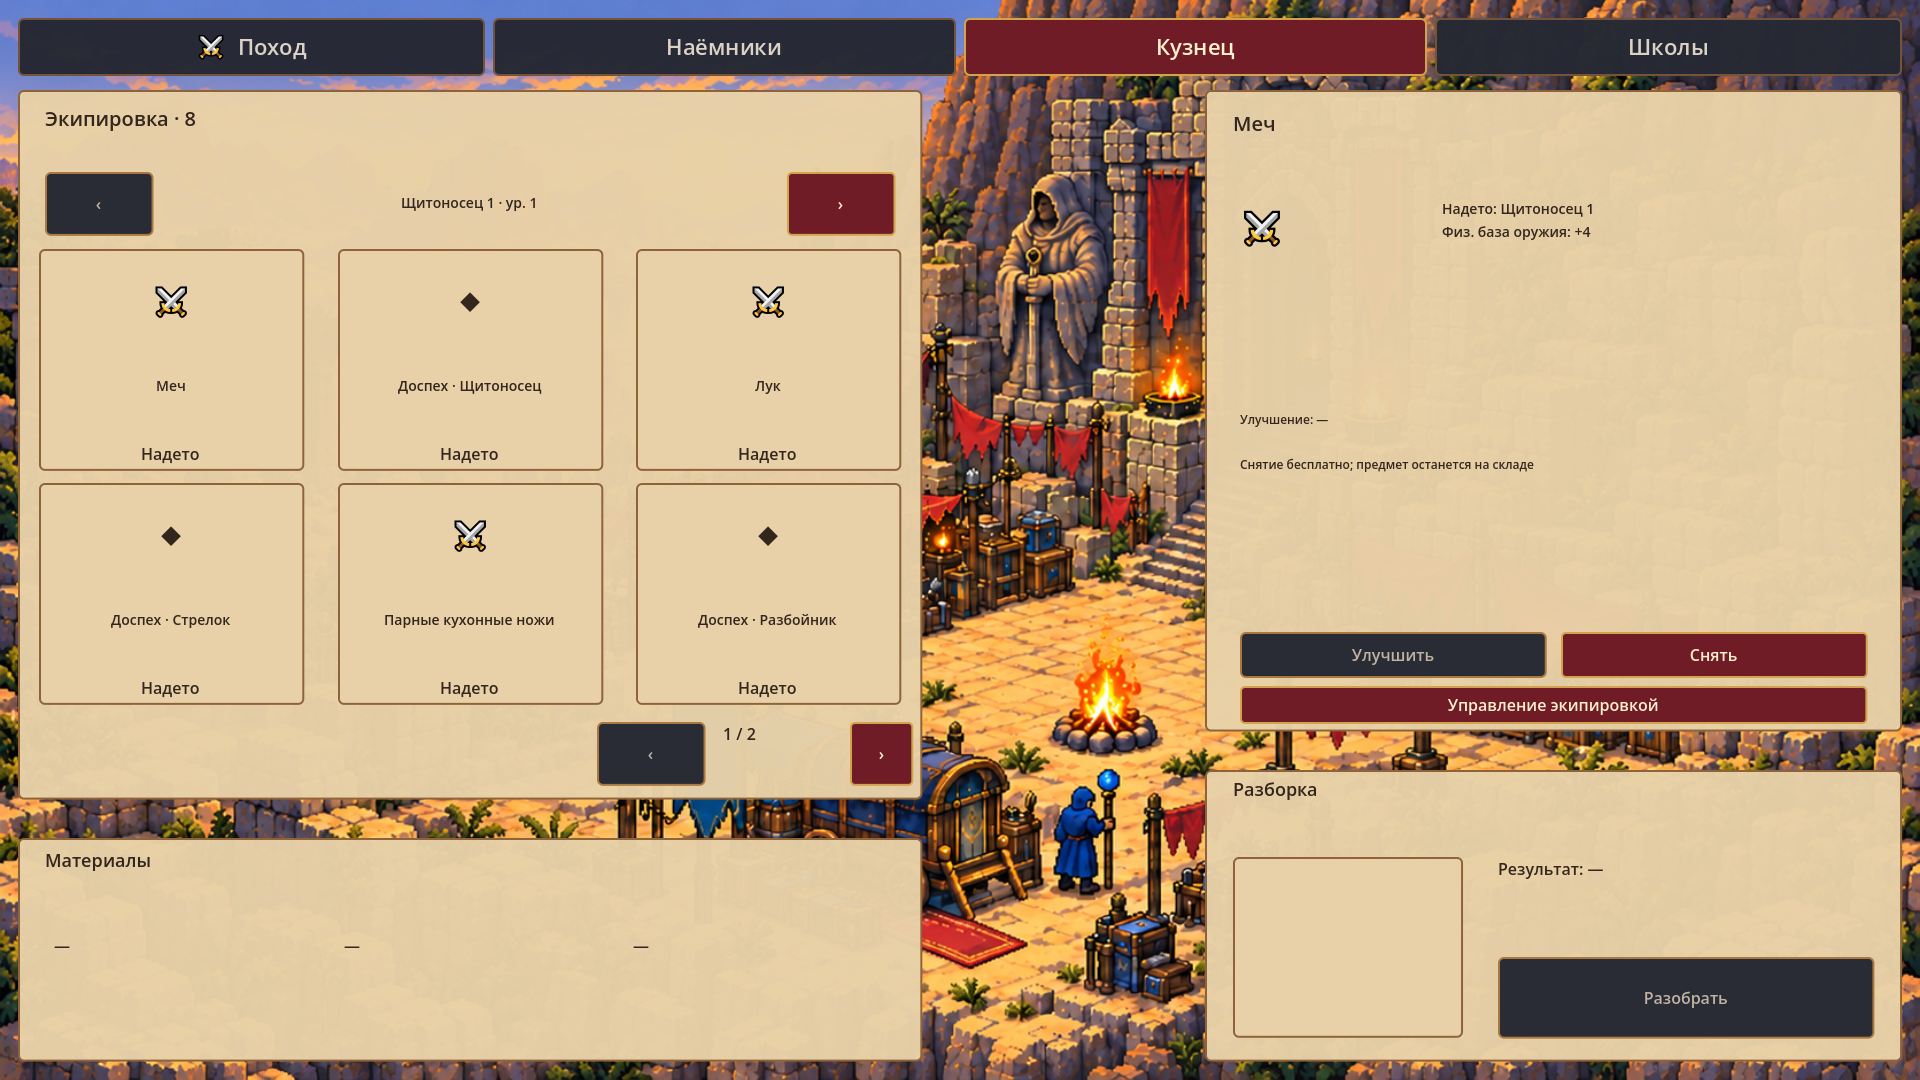 Поход
Наёмники
Кузнец
Школы
Экипировка · 8
‹
Щитоносец 1 · ур. 1
›
Меч
Надето
Доспех · Щитоносец
Надето
Лук
Надето
Доспех · Стрелок
Надето
Парные кухонные ножи
Надето
Доспех · Разбойник
Надето
‹
1 / 2
›
Материалы
—
—
—
Меч
Надето: Щитоносец 1
Физ. база оружия: +4
Улучшение: —
Снятие бесплатно; предмет останется на складе
Улучшить
Снять
Управление экипировкой
Разборка
Результат: —
Разобрать